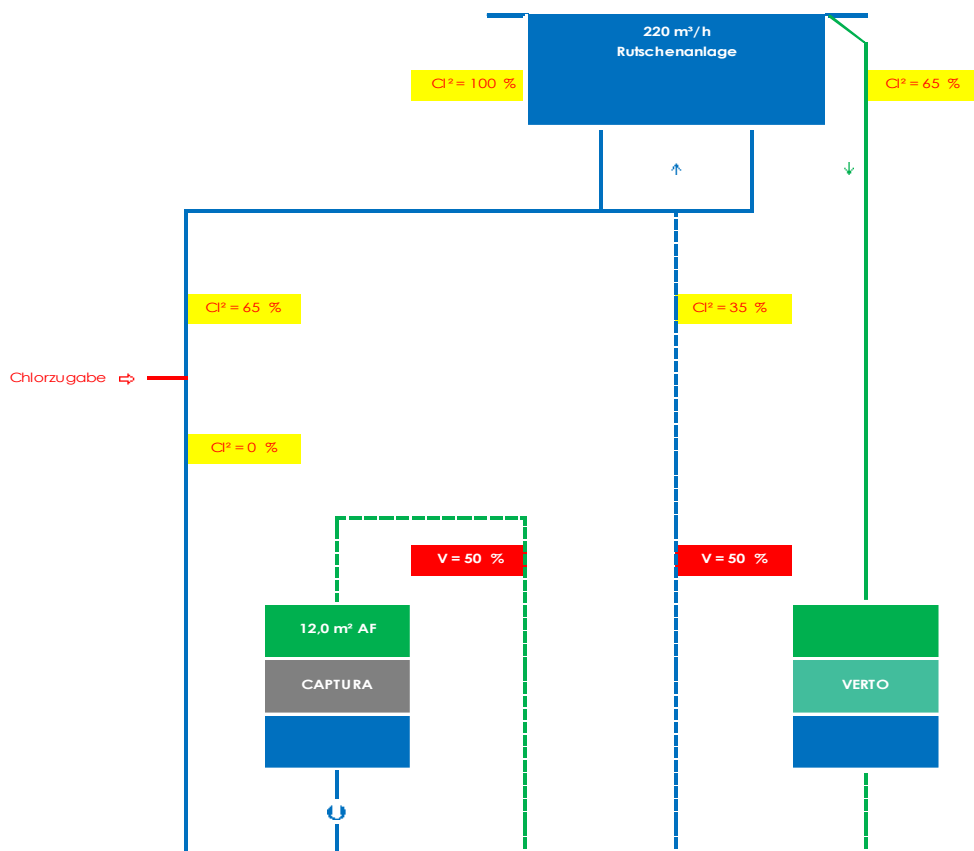 220 m³/h
Rutschenanlage
Cl² = 100 %
Cl² = 65 %
Cl² = 65 %
Cl² = 35 %
Chlorzugabe ⇨
Cl² = 0 %
V = 50 %
V = 50 %
12,0 m² AF
CAPTURA
VERTO